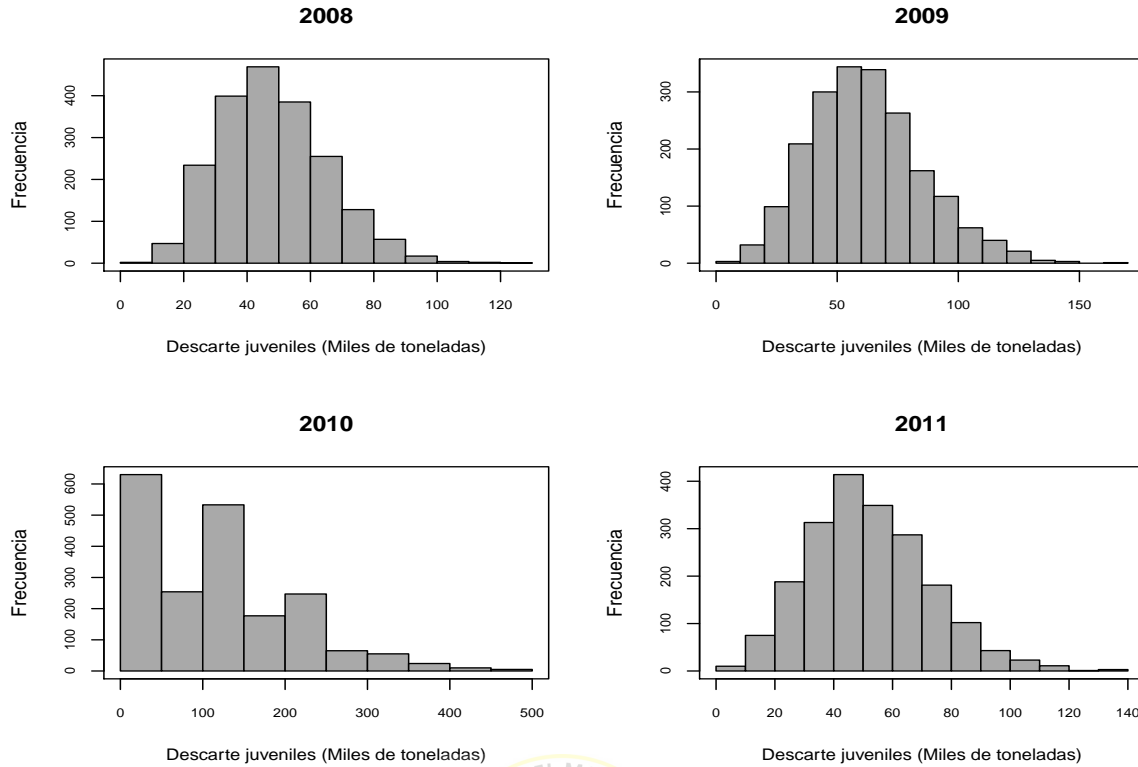 2008
Frecuencia
0 100 200 300 400
0 20 40 60 80 100 120
Descarte juveniles (Miles de toneladas)
2009
Frecuencia
0 100 200 300
0 50 100 150
Descarte juveniles (Miles de toneladas)
2010
Frecuencia
0 100 200 300 400 500 600
0 100 200 300 400 500
Descarte juveniles (Miles de toneladas)
2011
Frecuencia
0 100 200 300 400
0 20 40 60 80 100 120 140
Descarte juveniles (Miles de toneladas)